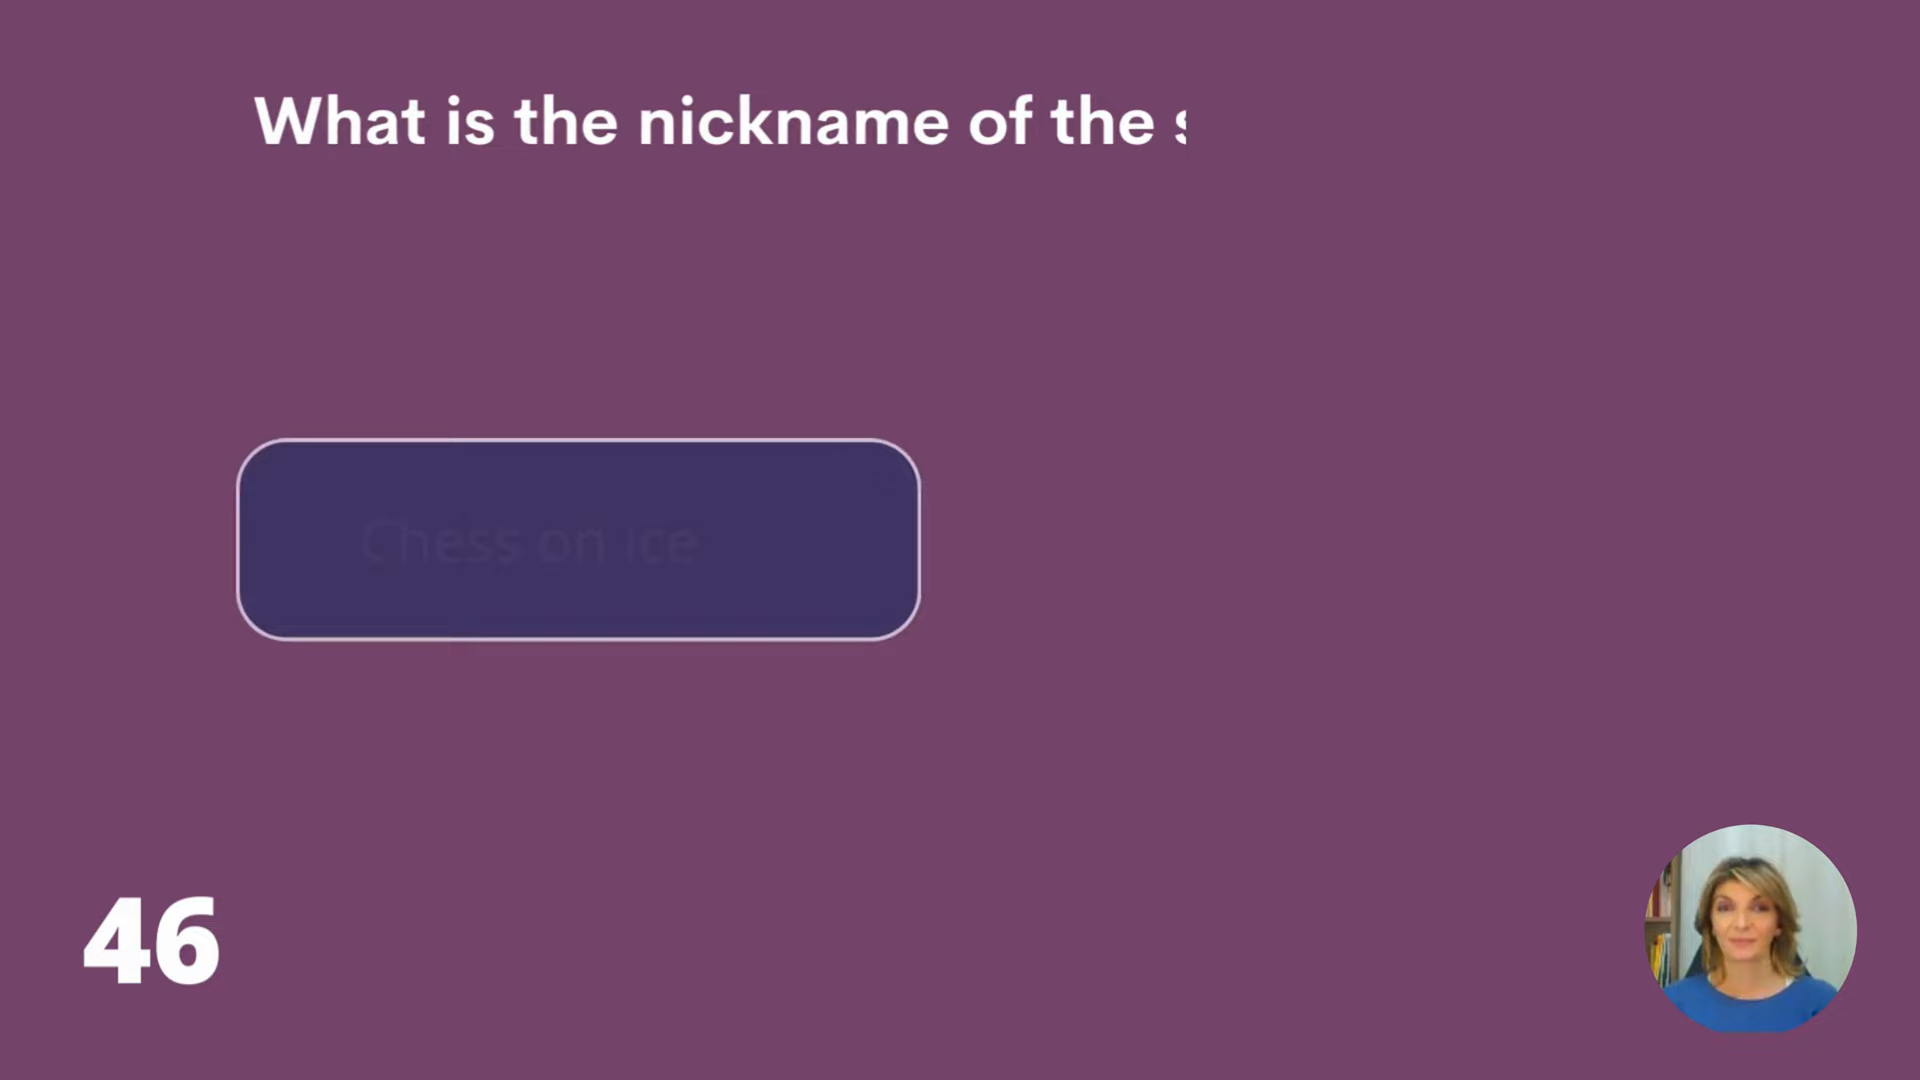 What is the nickname of the s
Chess on ice
46